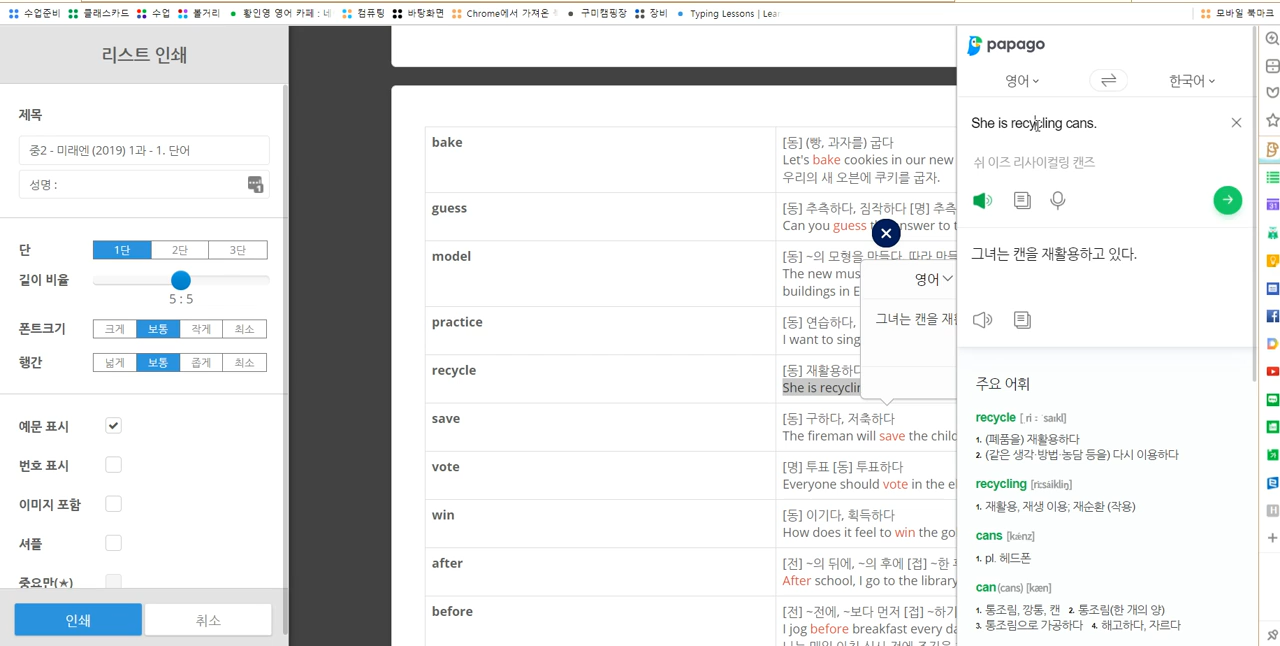 수업준비 클래스카드 수업 볼거리 황인영 영어 카페 : 네 컴퓨팅 바탕화면 Chrome에서 가져온 구미캠핑장 장비 Typing Lessons | Lear 모바일 북마크
리스트 인쇄
제목
중2 - 미래엔 (2019) 1과 - 1. 단어
성명 :
단 1단 2단 3단
길이 비율
5 : 5
폰트크기 크게 보통 작게 최소
행간 넓게 보통 좁게 최소
예문 표시
번호 표시
이미지 포함
셔플
중요만(★)
인쇄 취소
bake
[동] (빵, 과자를) 굽다
Let's bake cookies in our new
우리의 새 오븐에 쿠키를 굽자.
guess
[동] 추측하다, 짐작하다 [명] 추측
Can you guess answer to
model
[동] ~의 모형을 만들다, 따라 만들
The new mus
buildings in E
practice
[동] 연습하다,
I want to sing
recycle
[동] 재활용하다
She is recyclin
save
[동] 구하다, 저축하다
The fireman will save the child
vote
[명] 투표 [동] 투표하다
Everyone should vote in the e
win
[동] 이기다, 획득하다
How does it feel to win the go
after
[전] ~의 뒤에, ~의 후에 [접] ~한
After school, I go to the library
before
[전] ~전에, ~보다 먼저 [접] ~하기
I jog before breakfast every da
영어
그녀는 캔을 재
papago
영어 한국어
She is recycling cans.
쉬 이즈 리사이클링 캔즈
그녀는 캔을 재활용하고 있다.
주요 어휘
recycle [ riːˈsaɪkl]
1. (폐품을) 재활용하다
2. (같은 생각·방법·농담 등을) 다시 이용하다
recycling [ri:sáikliŋ]
1. 재활용, 재생 이용; 재순환 (작용)
cans [kænz]
1. pl. 헤드폰
can(cans) [kæn]
1. 통조림, 깡통, 캔 2. 통조림(한 개의 양)
3. 통조림으로 가공하다 4. 해고하다, 자르다